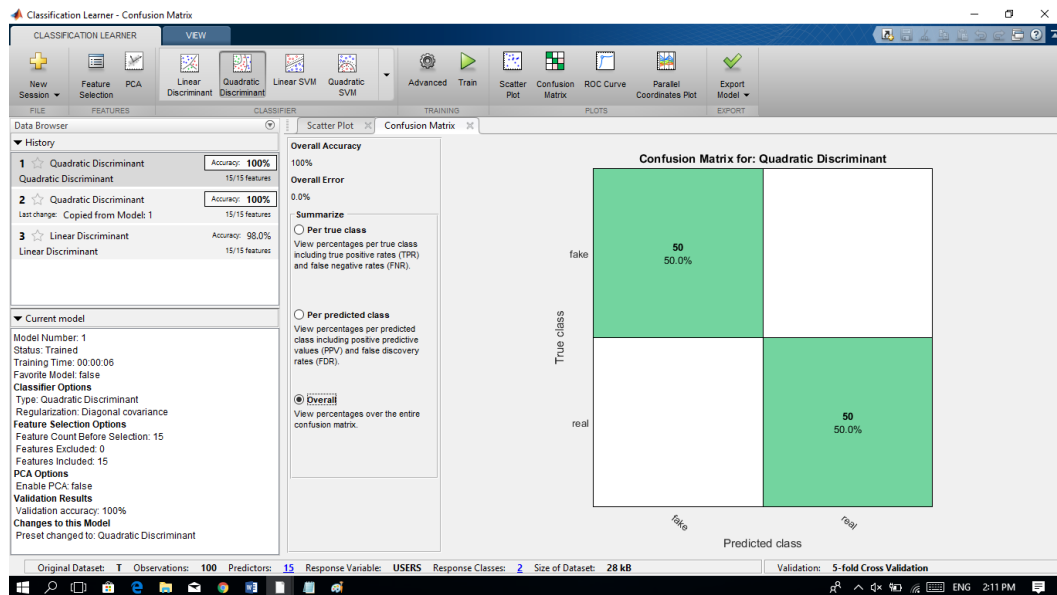 Classification Learner - Confusion Matrix
CLASSIFICATION LEARNER VIEW
New Session
Feature Selection
PCA
Linear Discriminant
Quadratic Discriminant
Linear SVM
Quadratic SVM
Advanced
Train
Scatter Plot
Confusion Matrix
ROC Curve
Parallel Coordinates Plot
Export Model
FILE FEATURES CLASSIFIER TRAINING PLOTS EXPORT
Data Browser
History
1 Quadratic Discriminant Accuracy: 100%
Quadratic Discriminant 15/15 features
2 Quadratic Discriminant Accuracy: 100%
Last change: Copied from Model: 1 15/15 features
3 Linear Discriminant Accuracy: 98.0%
Linear Discriminant 15/15 features
Current model
Model Number: 1
Status: Trained
Training Time: 00:00:06
Favorite Model: false
Classifier Options
Type: Quadratic Discriminant
Regularization: Diagonal covariance
Feature Selection Options
Feature Count Before Selection: 15
Features Excluded: 0
Features Included: 15
PCA Options
Enable PCA: false
Validation Results
Validation accuracy: 100%
Changes to this Model
Preset changed to: Quadratic Discriminant
Scatter Plot Confusion Matrix
Overall Accuracy
100%
Overall Error
0.0%
Summarize
Per true class
View percentages per true class
including true positive rates (TPR)
and false negative rates (FNR).
Per predicted class
View percentages per predicted
class including positive predictive
values (PPV) and false discovery
rates (FDR).
Overall
View percentages over the entire
confusion matrix.
Confusion Matrix for: Quadratic Discriminant
True class
fake
50
50.0%
real
50
50.0%
fake real
Predicted class
Original Dataset: T Observations: 100 Predictors: 15 Response Variable: USERS Response Classes: 2 Size of Dataset: 28 kB Validation: 5-fold Cross Validation
ENG 2:11 PM